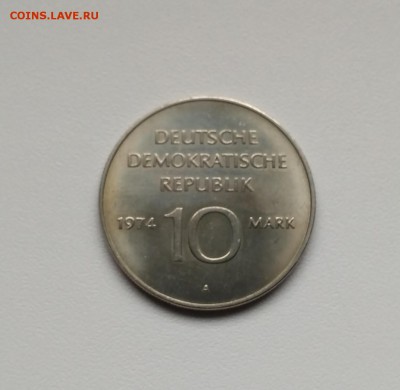 COINS.LAVE.RU
DEUTSCHE
DEMOKRATISCHE
REPUBLIK
1974 10 MARK
A